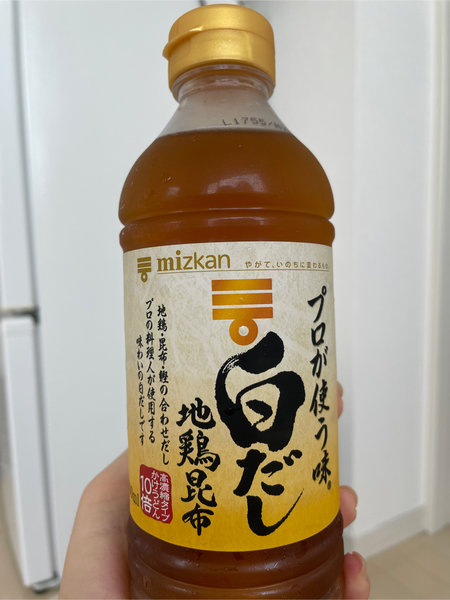 mizkan
やがて、いのちに変わるもの。
プロが使う味。
白だし
地鶏昆布
地鶏・昆布・鰹の合わせだし
プロの料理人が使用する
味わいの白だしです
高濃縮タイプ
かけうどん
10倍